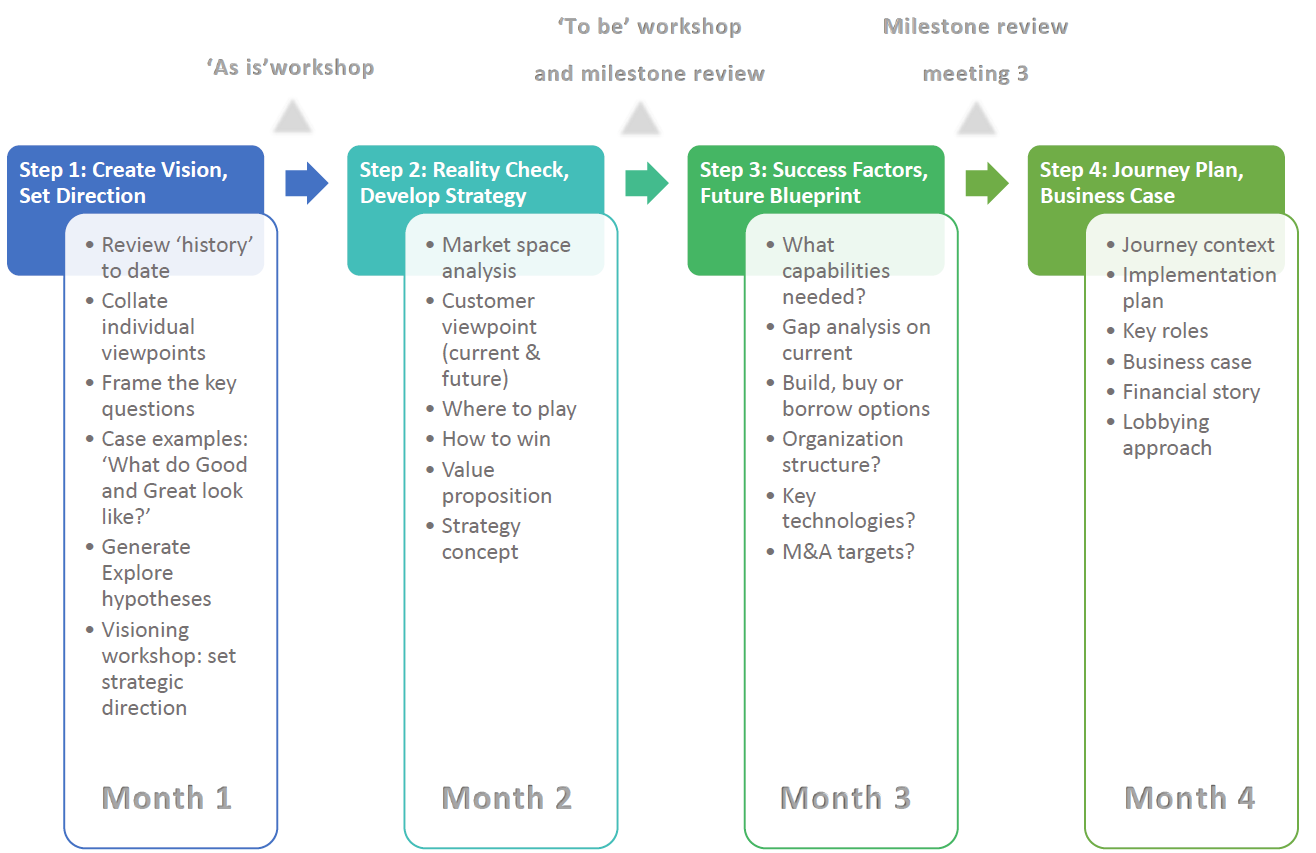 ‘As is’workshop
‘To be’ workshop
and milestone review
Milestone review
meeting 3
Step 1: Create Vision,
Set Direction
• Review ‘history’
to date
• Collate
individual
viewpoints
• Frame the key
questions
• Case examples:
‘What do Good
and Great look
like?’
• Generate
Explore
hypotheses
• Visioning
workshop: set
strategic
direction
Month 1
Step 2: Reality Check,
Develop Strategy
• Market space
analysis
• Customer
viewpoint
(current &
future)
• Where to play
• How to win
• Value
proposition
• Strategy
concept
Month 2
Step 3: Success Factors,
Future Blueprint
• What
capabilities
needed?
• Gap analysis on
current
• Build, buy or
borrow options
• Organization
structure?
• Key
technologies?
• M&A targets?
Month 3
Step 4: Journey Plan,
Business Case
• Journey context
• Implementation
plan
• Key roles
• Business case
• Financial story
• Lobbying
approach
Month 4